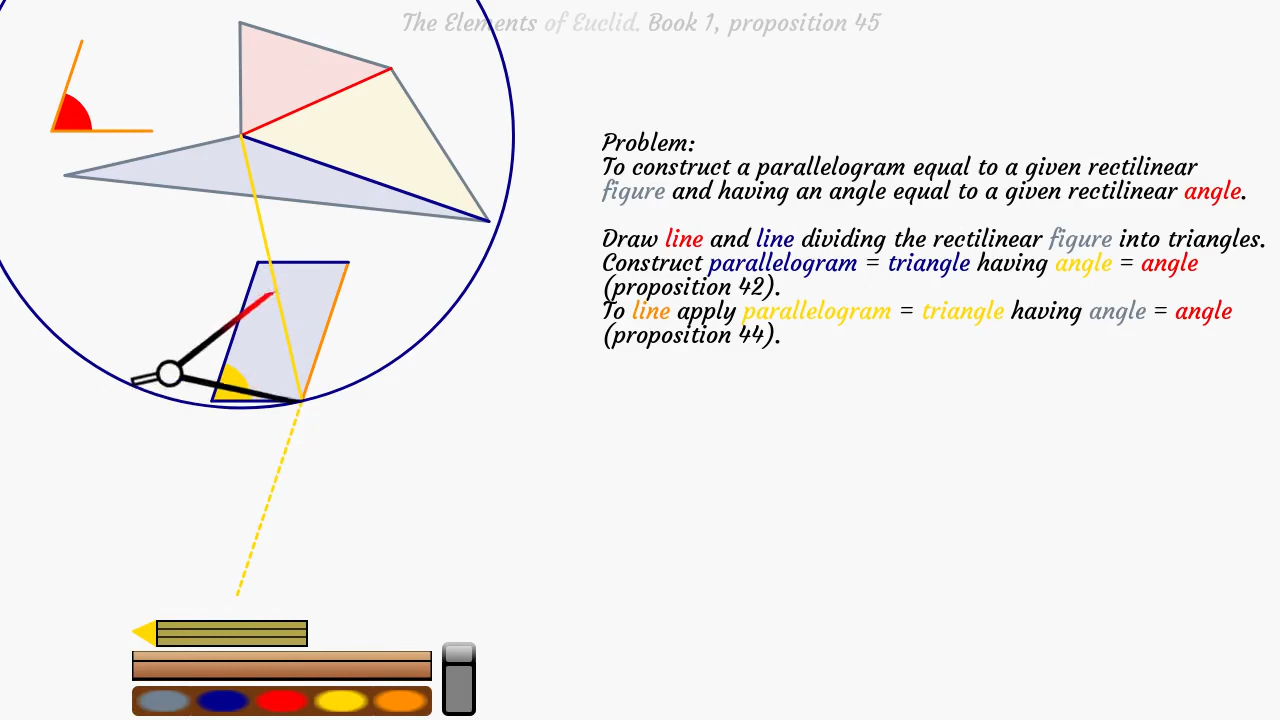 The Elements of Euclid. Book 1, proposition 45
Problem:
To construct a parallelogram equal to a given rectilinear
figure and having an angle equal to a given rectilinear angle.
Draw line and line dividing the rectilinear figure into triangles.
Construct parallelogram = triangle having angle = angle
(proposition 42).
To line apply parallelogram = triangle having angle = angle
(proposition 44).